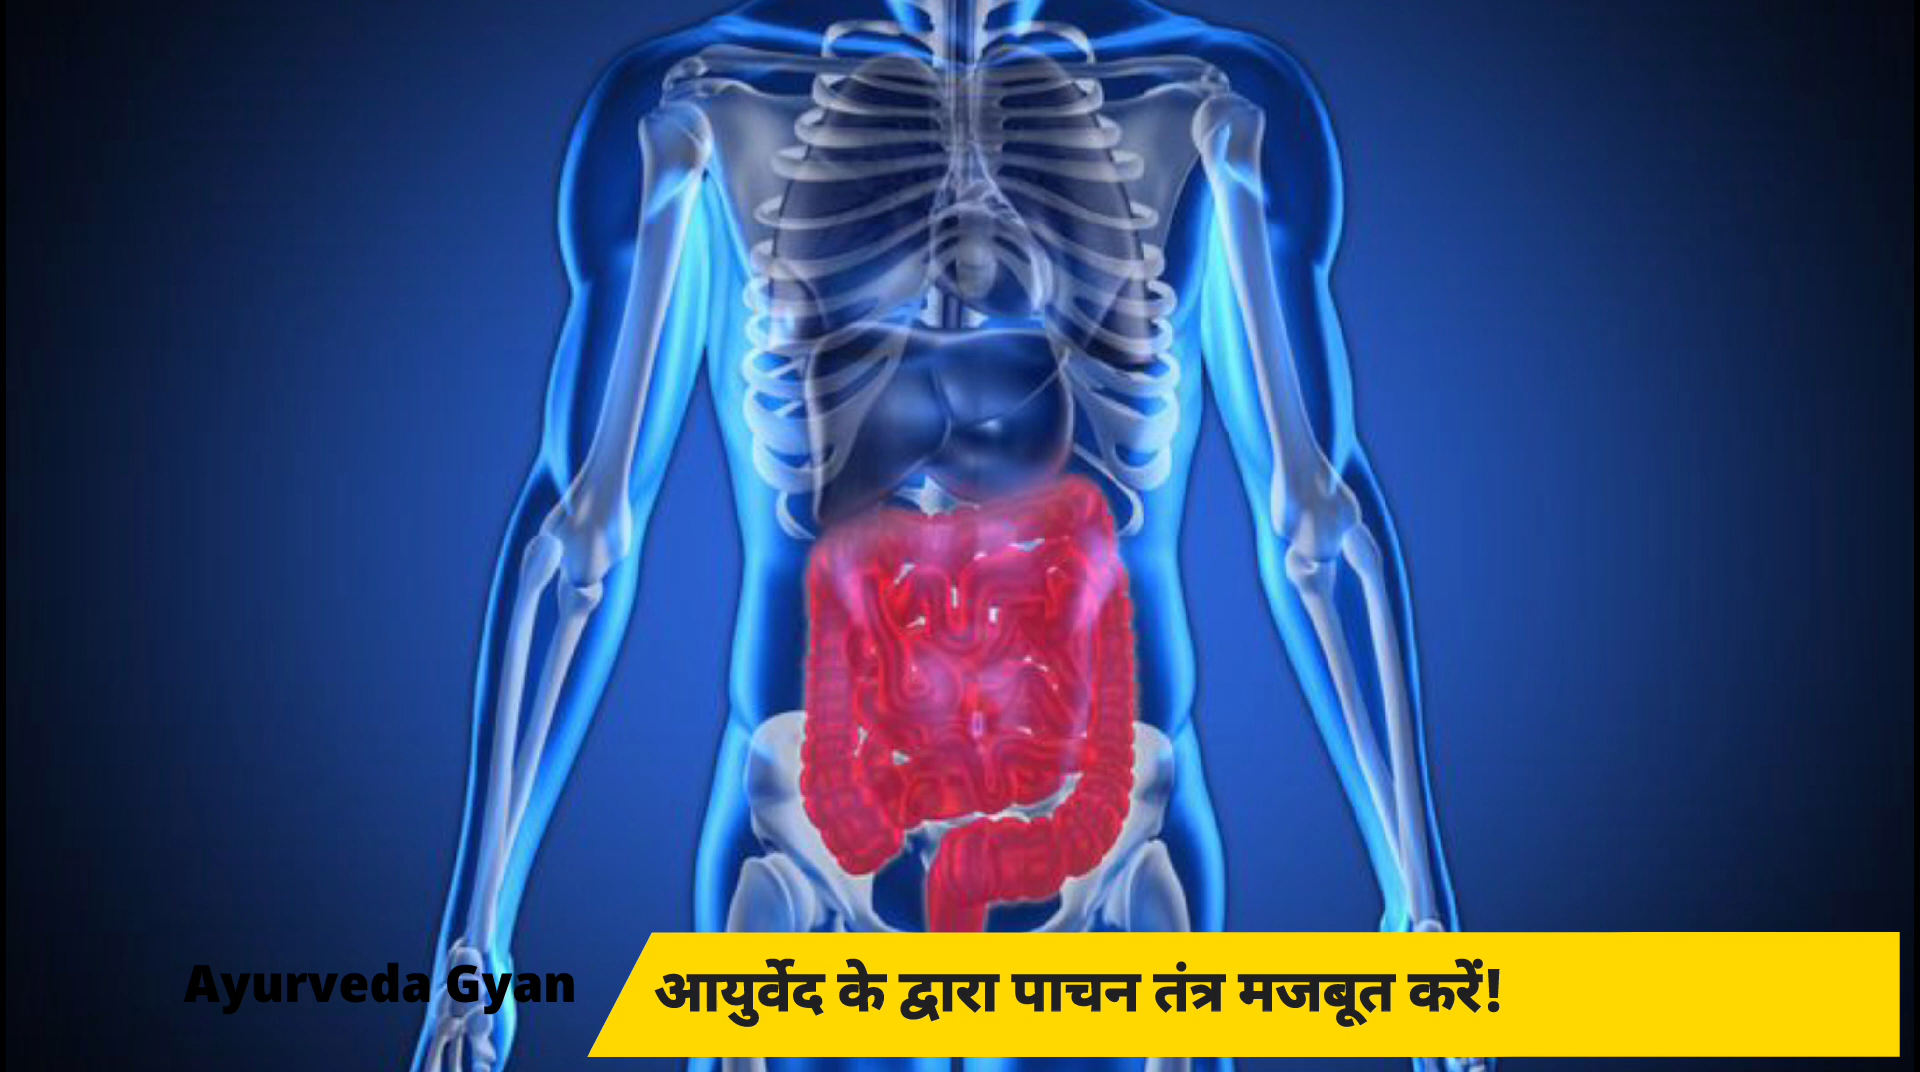 Ayurveda Gyan
आयुर्वेद के द्वारा पाचन तंत्र मजबूत करें!